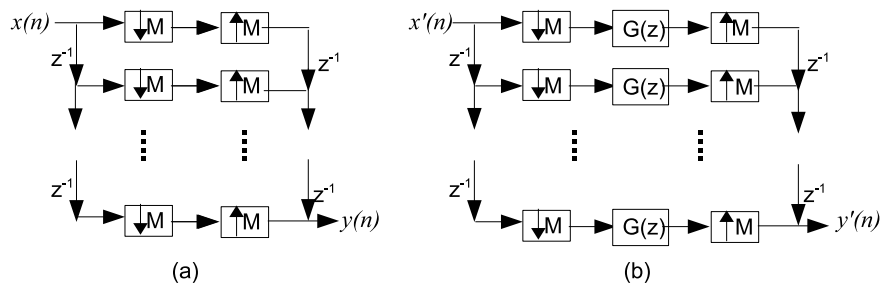 x(n) ↓M ↑M
z⁻¹ z⁻¹
↓M ↑M
z⁻¹ z⁻¹
↓M ↑M y(n)
(a)
x'(n) ↓M G(z) ↑M
z⁻¹ z⁻¹
↓M G(z) ↑M
z⁻¹ z⁻¹
↓M G(z) ↑M y'(n)
(b)